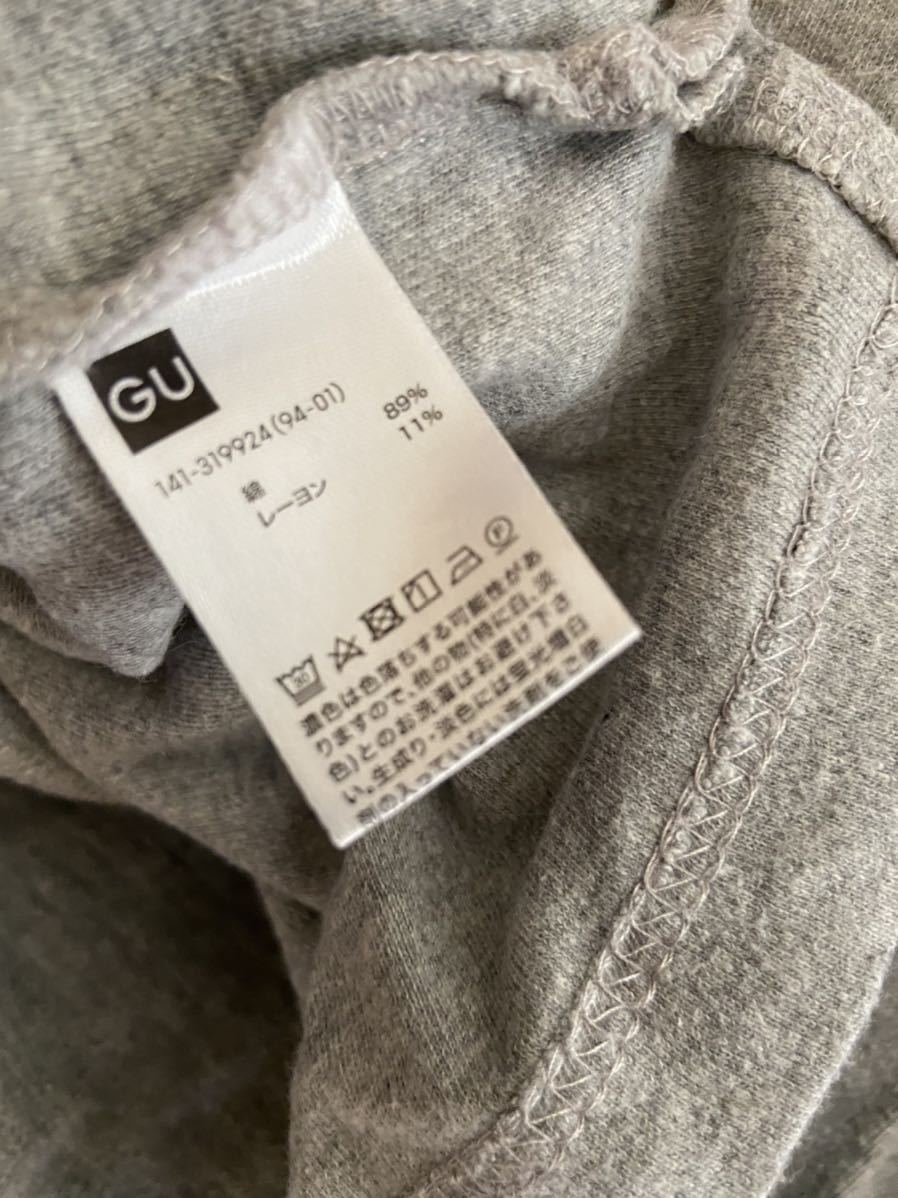 GU
141-319924(94-01)
綿 89%
レーヨン 11%
30
P
濃色は色落ちする可能性があ
りますので、他の物(特に白、淡
色)とのお洗濯はお避け下さ
い。生成り・淡色には蛍光増白
剤の入っていない洗剤をご使